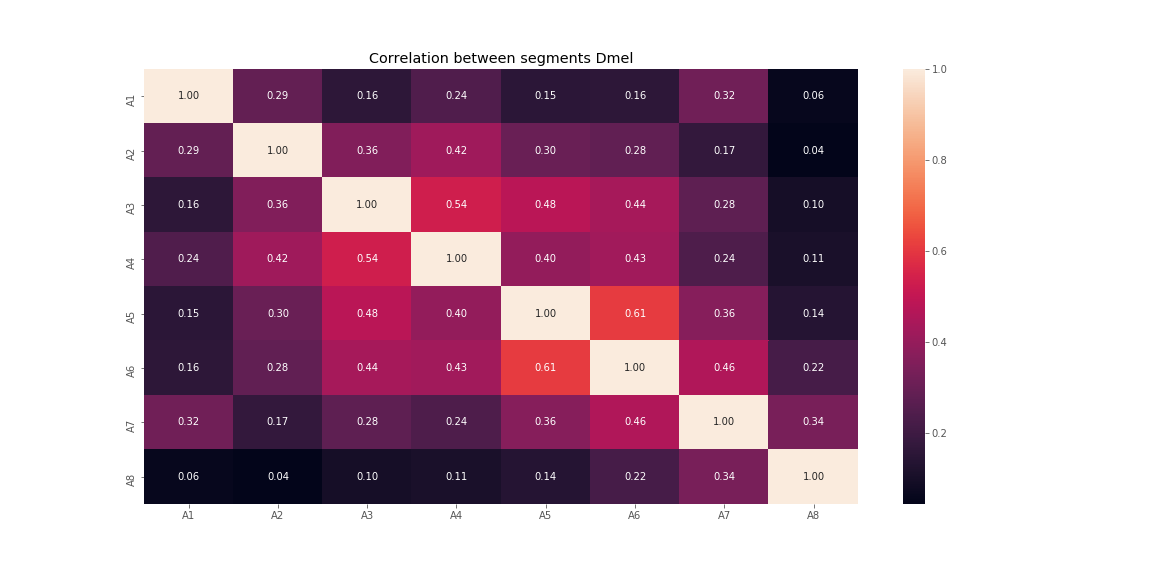 Correlation between segments Dmel
A1 1.00 0.29 0.16 0.24 0.15 0.16 0.32 0.06
A2 0.29 1.00 0.36 0.42 0.30 0.28 0.17 0.04
A3 0.16 0.36 1.00 0.54 0.48 0.44 0.28 0.10
A4 0.24 0.42 0.54 1.00 0.40 0.43 0.24 0.11
A5 0.15 0.30 0.48 0.40 1.00 0.61 0.36 0.14
A6 0.16 0.28 0.44 0.43 0.61 1.00 0.46 0.22
A7 0.32 0.17 0.28 0.24 0.36 0.46 1.00 0.34
A8 0.06 0.04 0.10 0.11 0.14 0.22 0.34 1.00
A1 A2 A3 A4 A5 A6 A7 A8
1.0
0.8
0.6
0.4
0.2